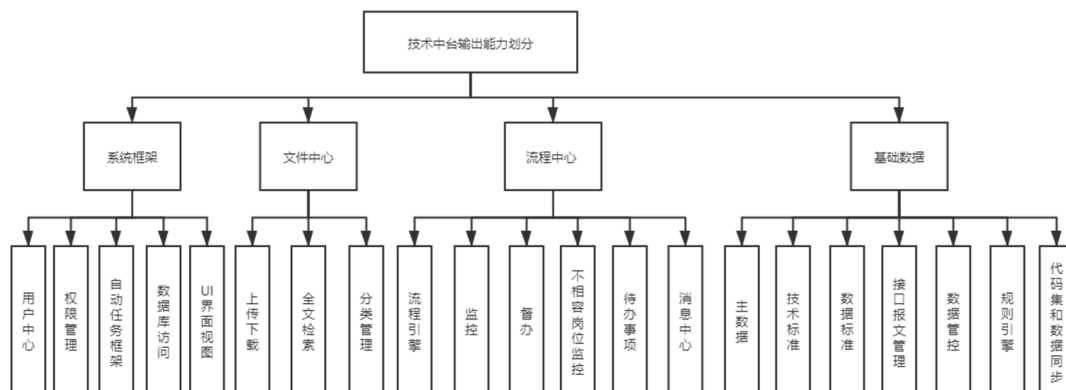 技术中台输出能力划分
系统框架
文件中心
流程中心
基础数据
用户中心
权限管理
自动任务框架
数据库访问
UI界面视图
上传下载
全文检索
分类管理
流程引擎
监控
督办
不相容岗位监控
待办事项
消息中心
主数据
技术标准
数据标准
接口报文管理
数据管控
规则引擎
代码集和数据同步